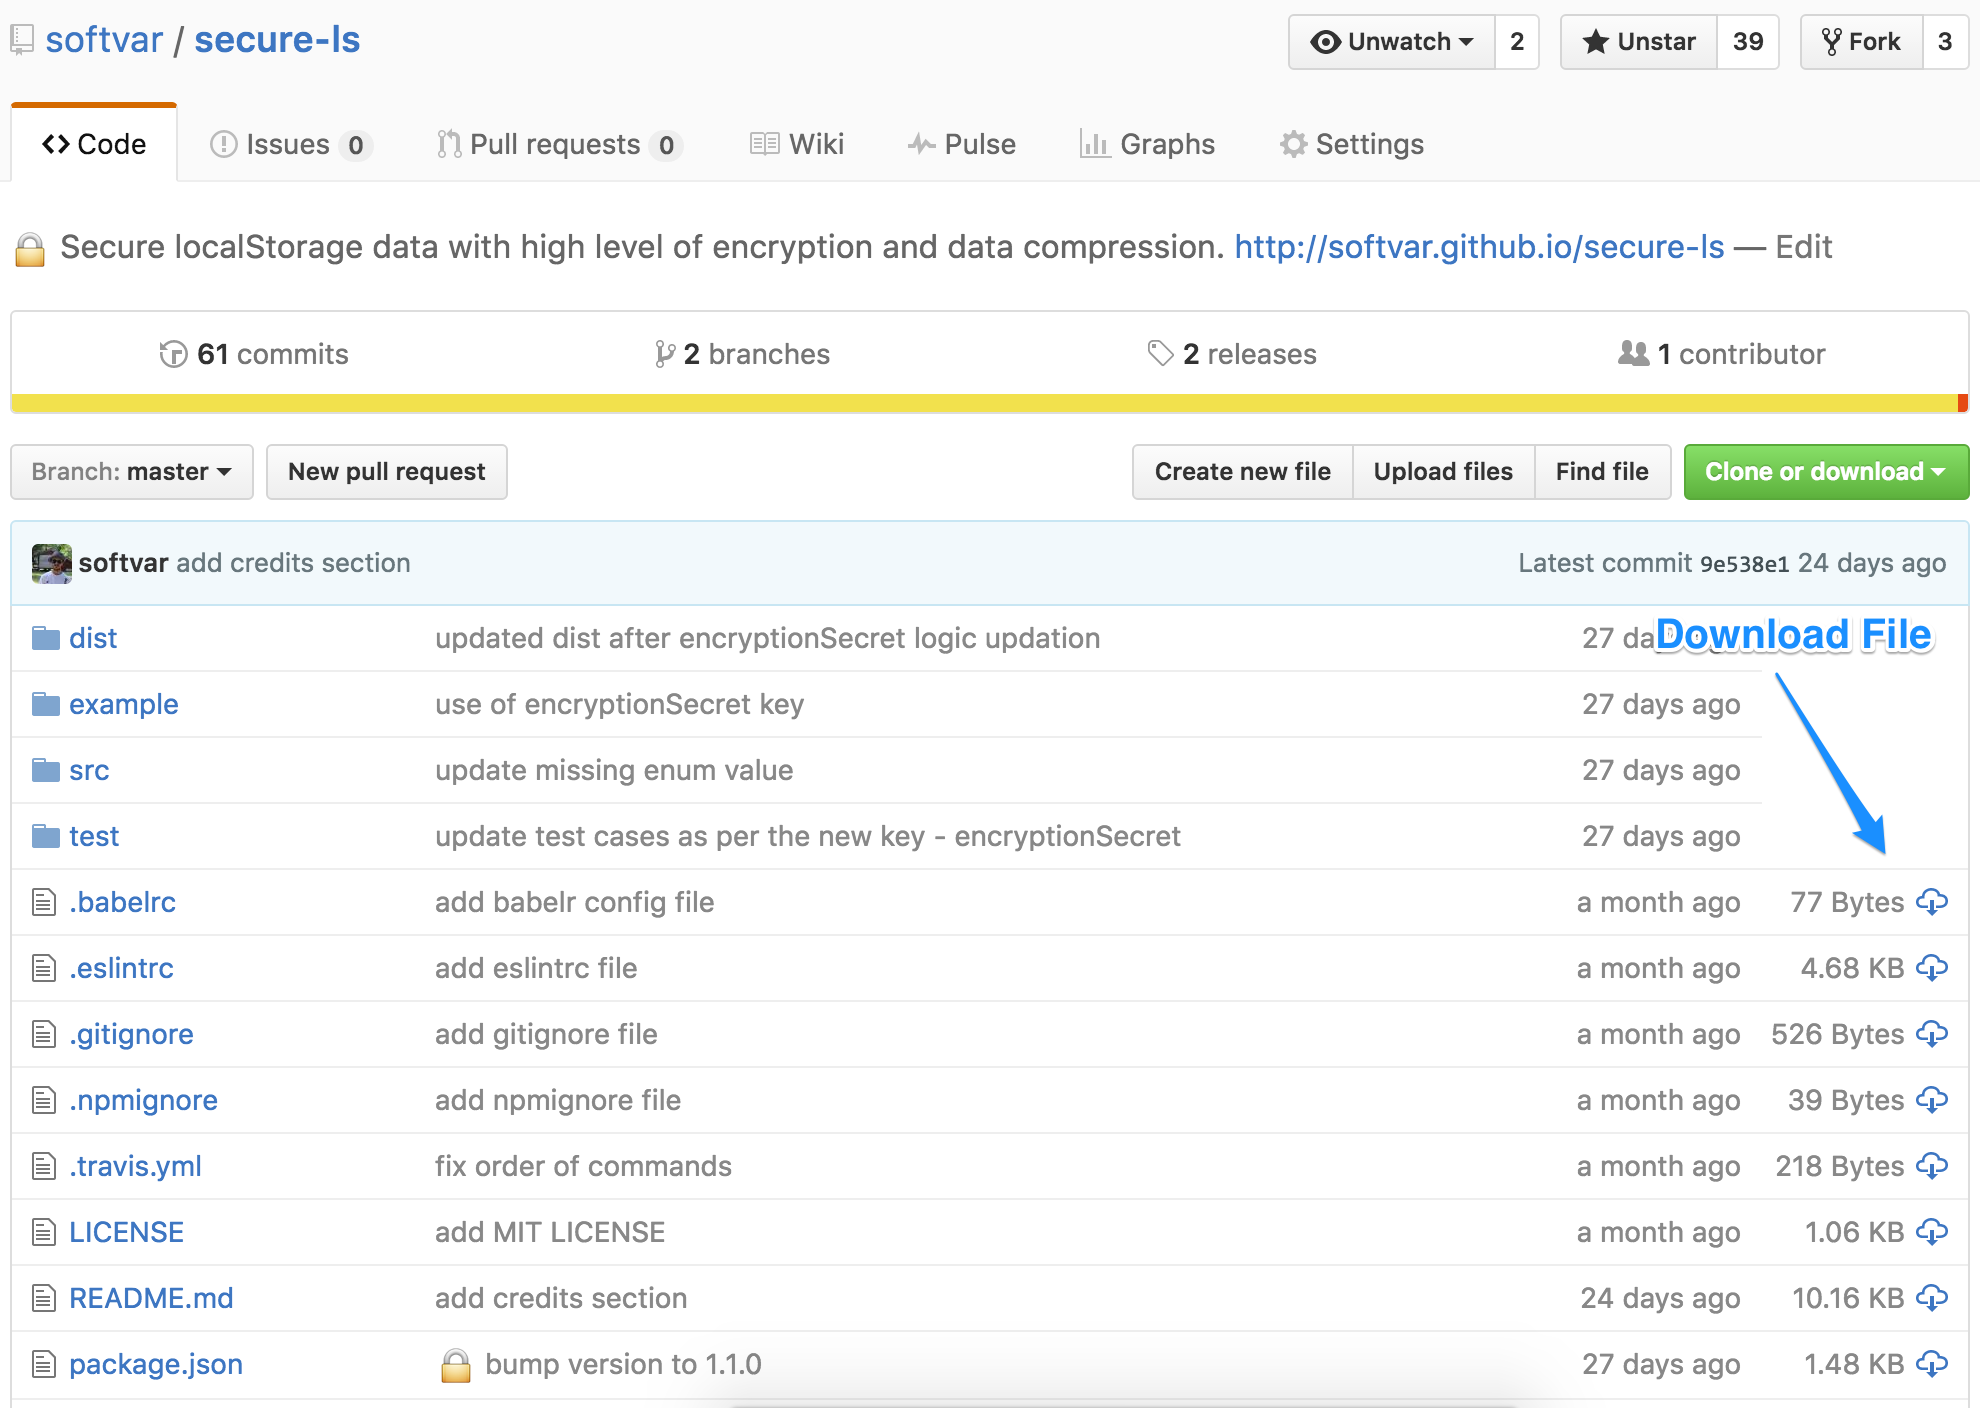 softvar / secure-ls Unwatch 2 Unstar 39 Fork 3
Code Issues 0 Pull requests 0 Wiki Pulse Graphs Settings
Secure localStorage data with high level of encryption and data compression. http://softvar.github.io/secure-ls — Edit
61 commits 2 branches 2 releases 1 contributor
Branch: master New pull request Create new file Upload files Find file Clone or download
softvar add credits section Latest commit 9e538e1 24 days ago
dist updated dist after encryptionSecret logic updation 27 Download File
example use of encryptionSecret key 27 days ago
src update missing enum value 27 days ago
test update test cases as per the new key - encryptionSecret 27 days ago
.babelrc add babelr config file a month ago 77 Bytes
.eslintrc add eslintrc file a month ago 4.68 KB
.gitignore add gitignore file a month ago 526 Bytes
.npmignore add npmignore file a month ago 39 Bytes
.travis.yml fix order of commands a month ago 218 Bytes
LICENSE add MIT LICENSE a month ago 1.06 KB
README.md add credits section 24 days ago 10.16 KB
package.json bump version to 1.1.0 27 days ago 1.48 KB